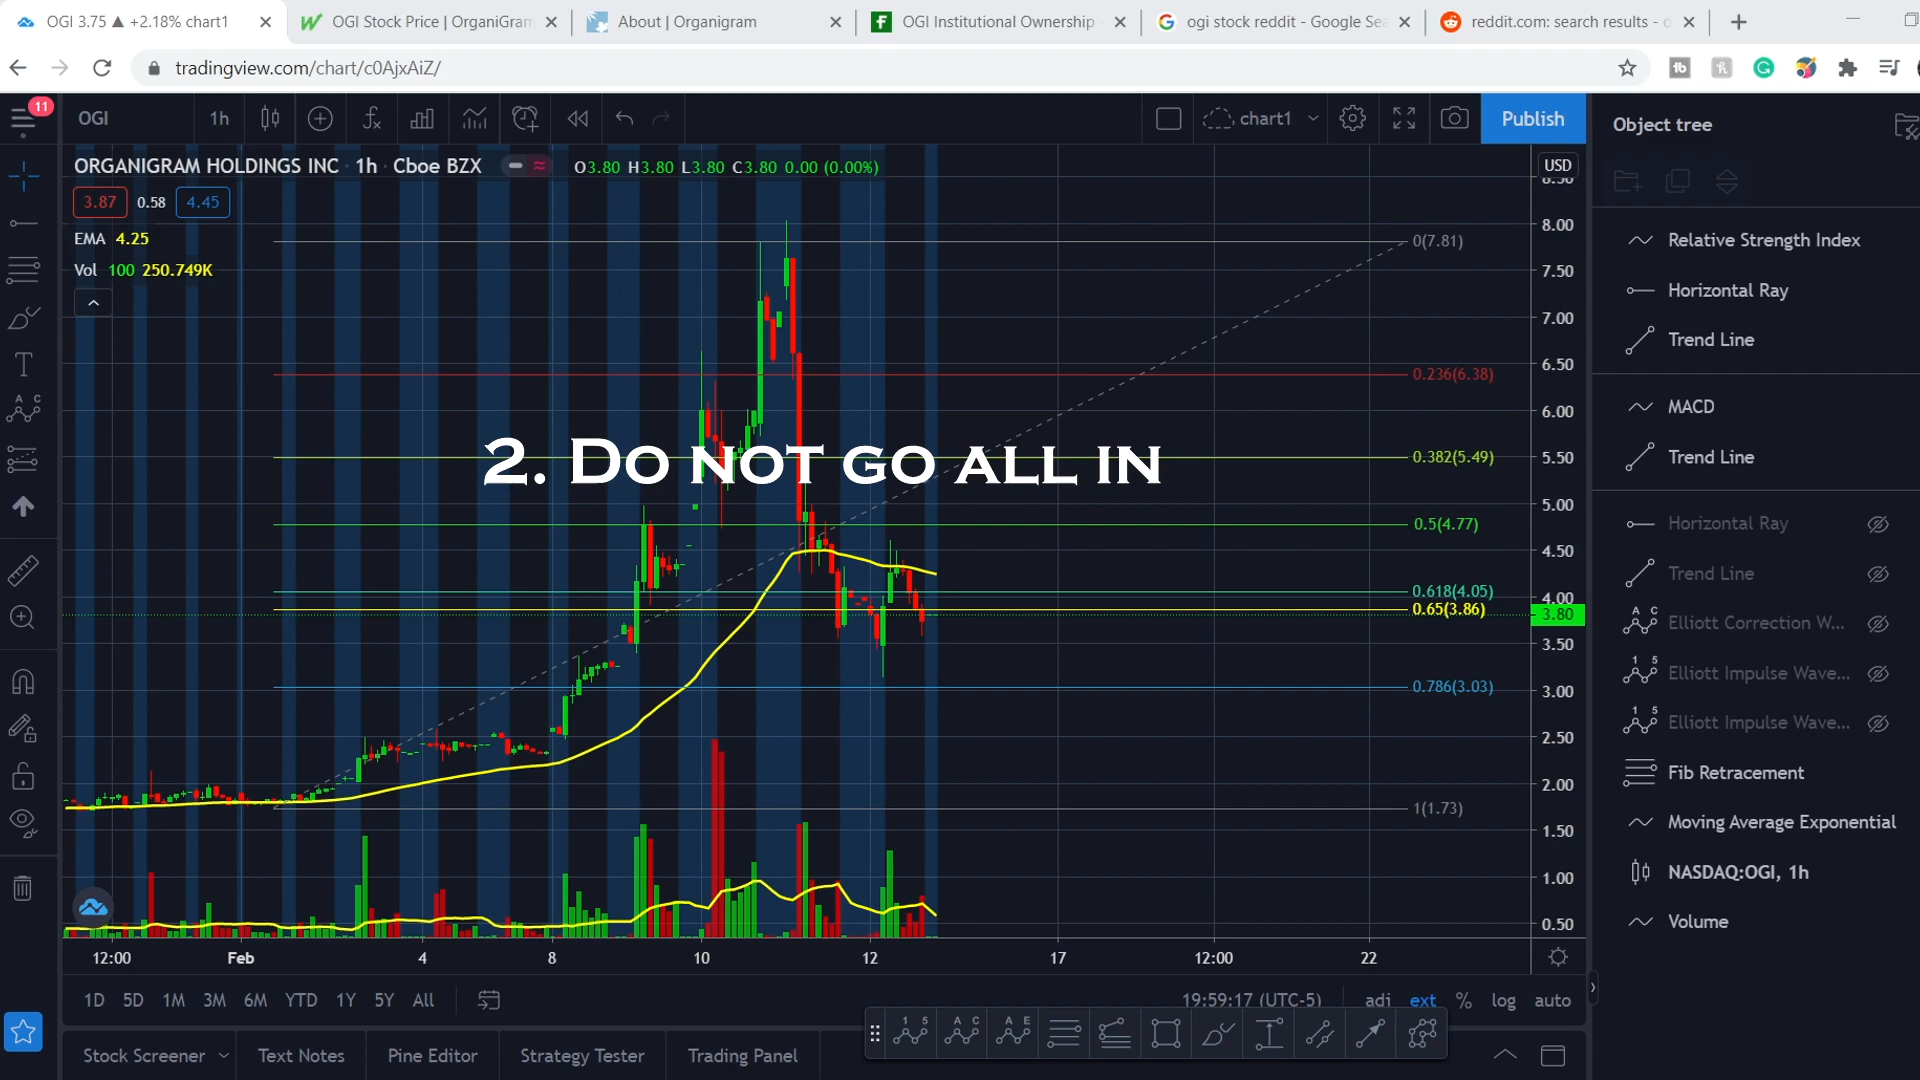 OGI 3.75 ▲ +2.18% chart1
OGI Stock Price | OrganiGram
About | Organigram
OGI Institutional Ownership
ogi stock reddit - Google Sea
reddit.com: search results - o
tradingview.com/chart/c0AjxAiZ/
11
OGI
1h
chart1
Publish
Object tree
ORGANIGRAM HOLDINGS INC · 1h · Cboe BZX
O3.80 H3.80 L3.80 C3.80 0.00 (0.00%)
USD
3.87 0.58 4.45
EMA 4.25
Vol 100 250.749K
2. Do not go all in
0(7.81)
0.236(6.38)
0.382(5.49)
0.5(4.77)
0.618(4.05)
0.65(3.86)
0.786(3.03)
1(1.73)
8.50
8.00
7.50
7.00
6.50
6.00
5.50
5.00
4.50
4.00
3.80
3.50
3.00
2.50
2.00
1.50
1.00
0.50
Relative Strength Index
Horizontal Ray
Trend Line
MACD
Trend Line
Horizontal Ray
Trend Line
Elliott Correction W...
Elliott Impulse Wave...
Elliott Impulse Wave...
Fib Retracement
Moving Average Exponential
NASDAQ:OGI, 1h
Volume
12:00 Feb 4 8 10 12 17 12:00 22
1D 5D 1M 3M 6M YTD 1Y 5Y All
19:59:17 (UTC-5) adj ext % log auto
Stock Screener Text Notes Pine Editor Strategy Tester Trading Panel